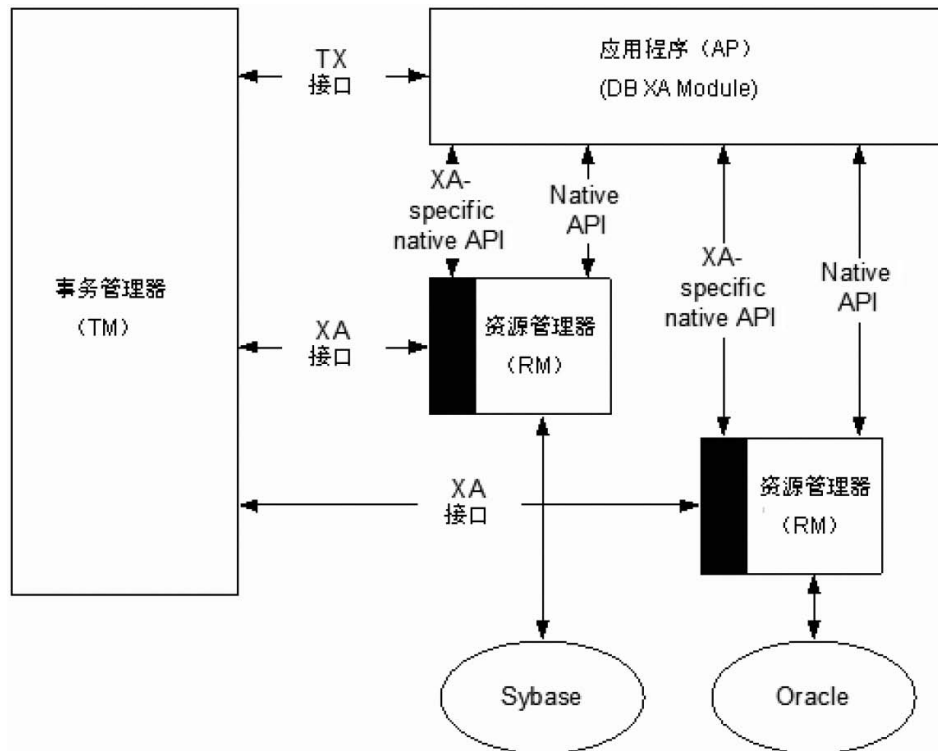 应用程序（AP）
(DB XA Module)
TX
接口
XA-
specific
native API
Native
API
XA-
specific
native API
Native
API
事务管理器
（TM）
XA
接口
资源管理器
（RM）
XA
接口
资源管理器
（RM）
Sybase
Oracle